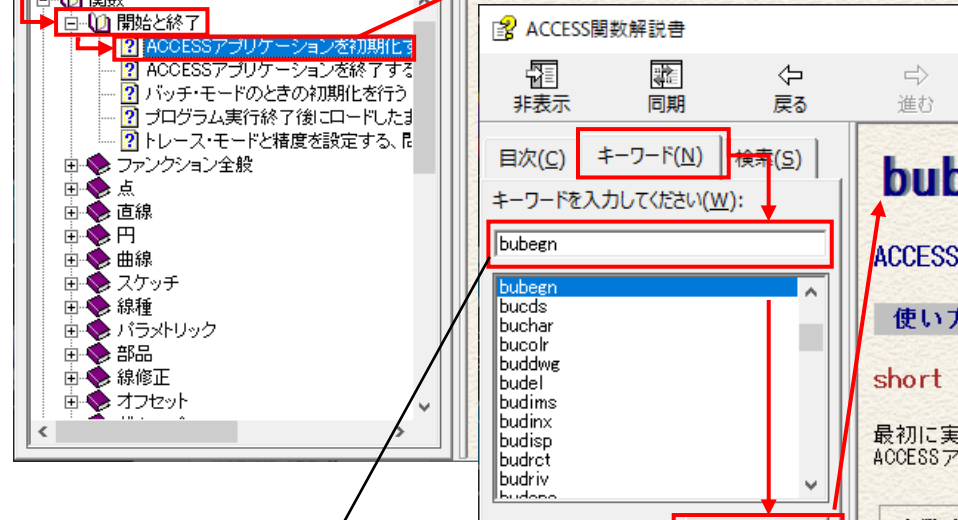 関数
開始と終了
ACCESSアプリケーションを初期化す
ACCESSアプリケーションを終了する
バッチ・モードのときの初期化を行う
プログラム実行終了後にロードしたま
トレース・モードと精度を設定する、
ファンクション全般
点
直線
円
曲線
スケッチ
線種
パラメトリック
部品
線修正
オフセット
ACCESS関数解説書
非表示 同期 戻る 進む
目次(C) キーワード(N) 検索(S)
キーワードを入力してください(W):
bubegn
bubegn
bucds
buchar
bucolr
buddwg
budel
budims
budinx
budisp
budrct
budriv
bub
ACCESS
使い方
short
最初に実
ACCESSア